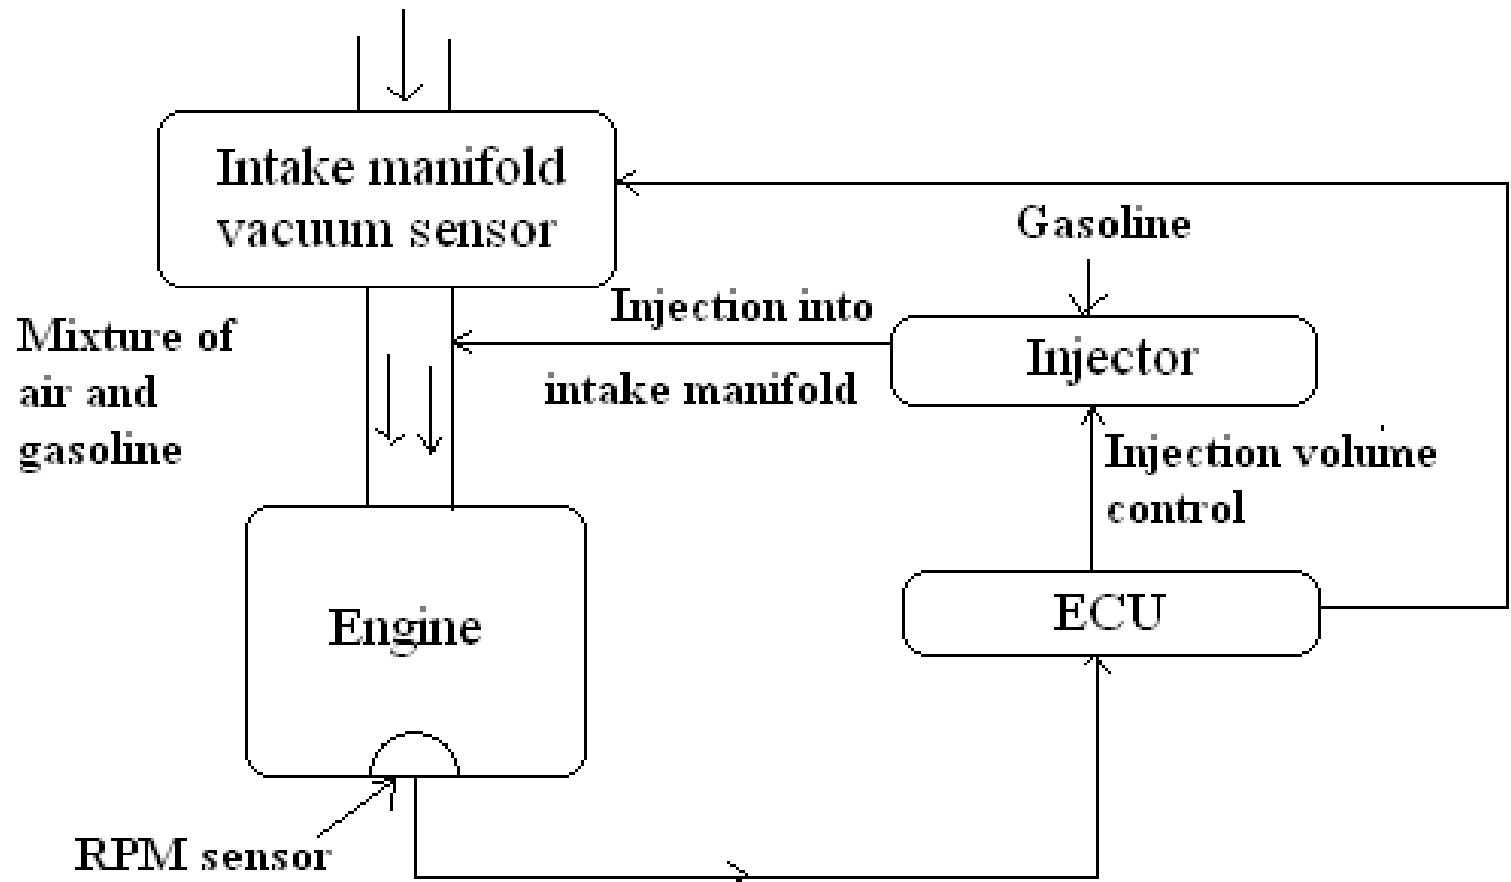 Intake manifold
vacuum sensor
Gasoline
Injection into
intake manifold
Injector
Mixture of
air and
gasoline
Injection volume
control
ECU
Engine
RPM sensor